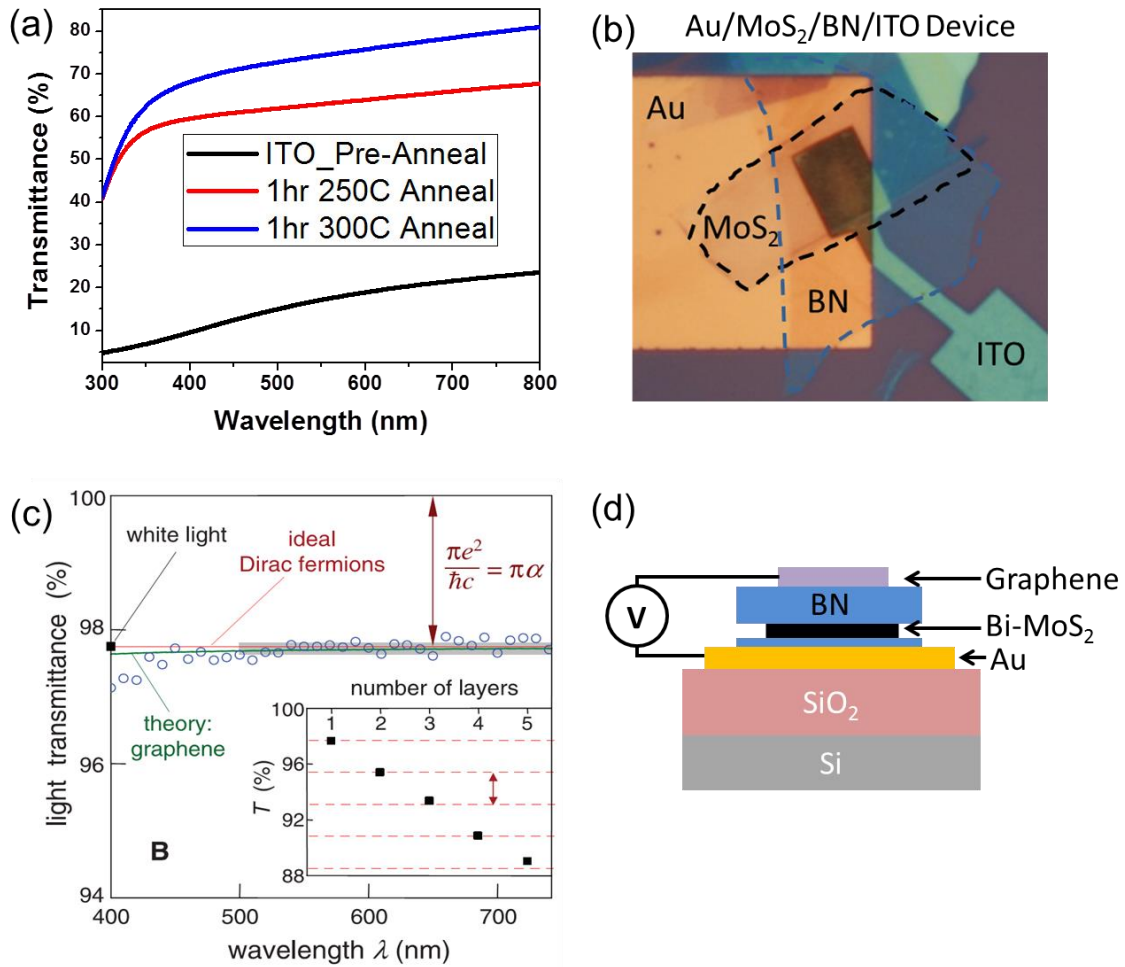 (a)
Transmittance (%)
80
70
60
50
40
30
20
10
ITO_Pre-Anneal
1hr 250C Anneal
1hr 300C Anneal
300 400 500 600 700 800
Wavelength (nm)
(b)
Au/MoS₂/BN/ITO Device
Au
MoS₂
BN
ITO
(c)
light transmittance (%)
100
98
96
94
white light
ideal
Dirac fermions
πe²/ħc = πα
theory:
graphene
B
number of layers
1 2 3 4 5
T (%)
100
96
92
88
400 500 600 700
wavelength λ (nm)
(d)
V
Graphene
BN
Bi-MoS₂
Au
SiO₂
Si